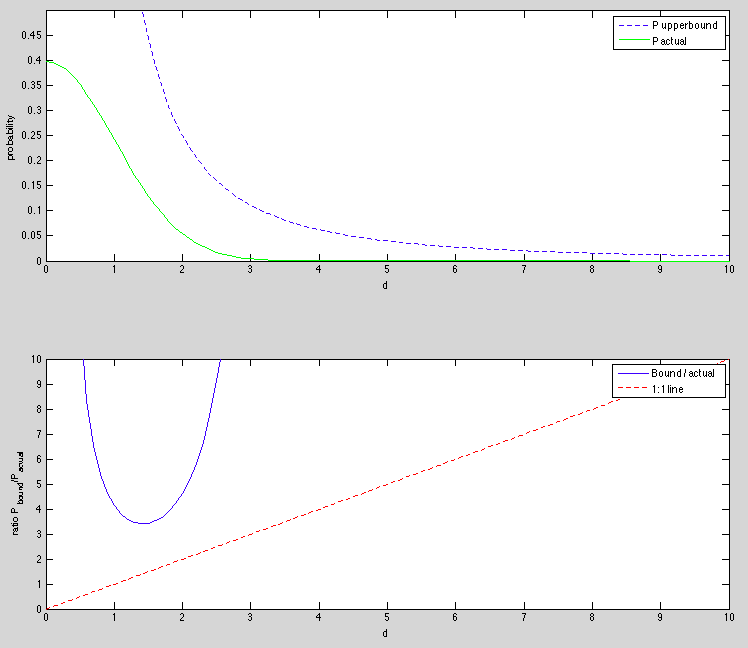 0.45
0.4
0.35
0.3
0.25
0.2
0.15
0.1
0.05
0
probability
P upperbound
P actual
0 1 2 3 4 5 6 7 8 9 10
d
10
9
8
7
6
5
4
3
2
1
0
ratio P bound/P actual
Bound / actual
1:1 line
0 1 2 3 4 5 6 7 8 9 10
d